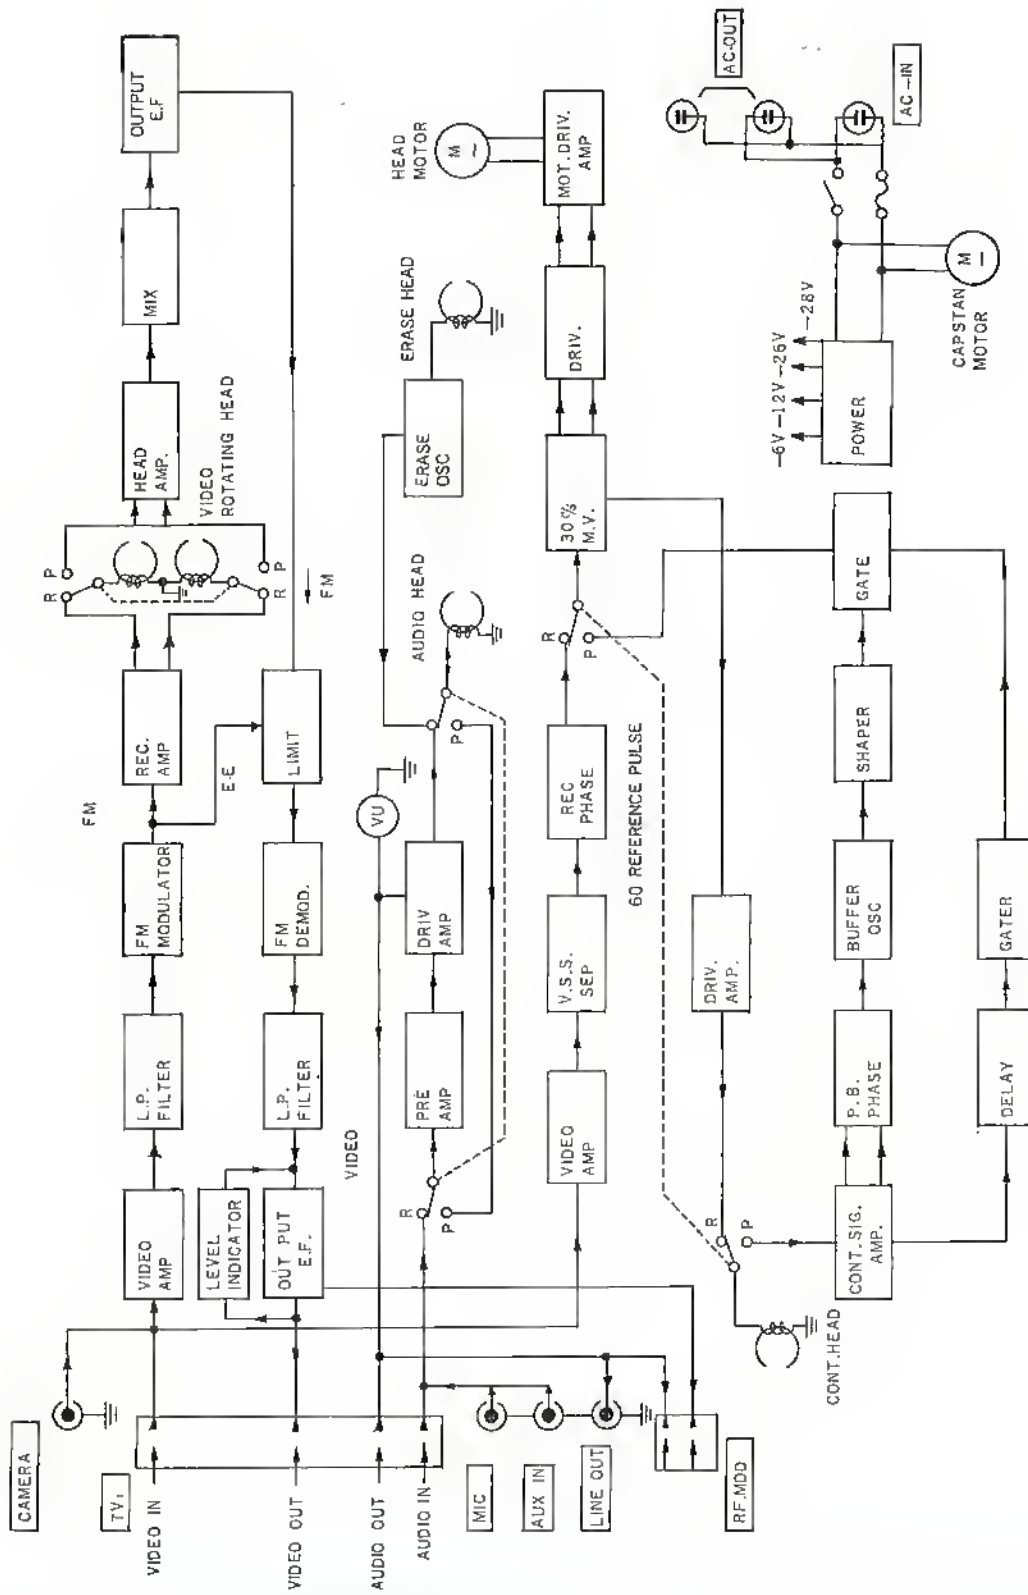 CAMERA
TV.
VIDEO IN
VIDEO OUT
AUDIO OUT
AUDIO IN
MIC
AUX IN
LINE OUT
RF.MOD
VIDEO
AMP
L.P.
FILTER
FM
MODULATOR
FM
REC.
AMP
E-E
R
P
R
P
VIDEO
ROTATING HEAD
HEAD
AMP.
MIX
OUTPUT
E.F
LEVEL
INDICATOR
OUT PUT
E.F.
L.P.
FILTER
FM
DEMOD.
LIMIT
FM
VIDEO
R
P
PRE
AMP
DRIV
AMP
VU
P
AUDIO HEAD
ERASE
OSC
ERASE HEAD
VIDEO
AMP
V.S.S.
SEP
REC
PHASE
R
P
60 REFERENCE PULSE
30%
M.V.
DRIV.
MOT.DRIV.
AMP
HEAD
MOTOR
M
~
DRIV.
AMP.
R
P
CONT.HEAD
CONT.SIG.
AMP.
P.B.
PHASE
BUFFER
OSC
SHAPER
GATE
DELAY
GATER
POWER
-6V -12V -26V -28V
CAPSTAN
MOTOR
M
AC-OUT
AC-IN